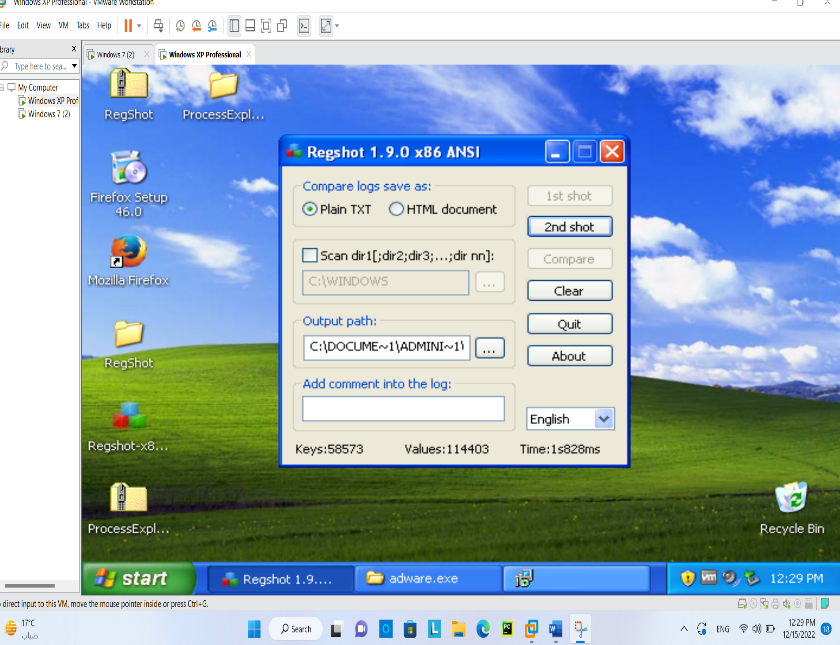 Windows XP Professional - VMware Workstation
File Edit View VM Tabs Help
Library
Type here to sea...
Windows 7 (2)
Windows XP Professional
My Computer
Windows XP Prof
Windows 7 (2)
RegShot
ProcessExpl...
Firefox Setup
46.0
Mozilla Firefox
RegShot
Regshot-x8...
ProcessExpl...
Recycle Bin
Regshot 1.9.0 x86 ANSI
Compare logs save as:
Plain TXT
HTML document
Scan dir1[;dir2;dir3;...;dir nn]:
C:\WINDOWS
...
Output path:
C:\DOCUME~1\ADMINI~1\
...
Add comment into the log:
1st shot
2nd shot
Compare
Clear
Quit
About
English
Keys:58573 Values:114403 Time:1s828ms
start
Regshot 1.9....
adware.exe
vm
12:29 PM
direct input to this VM, move the mouse pointer inside or press Ctrl+G.
17°C
ضباب
Search
ENG
12:29 PM
12/15/2022
18